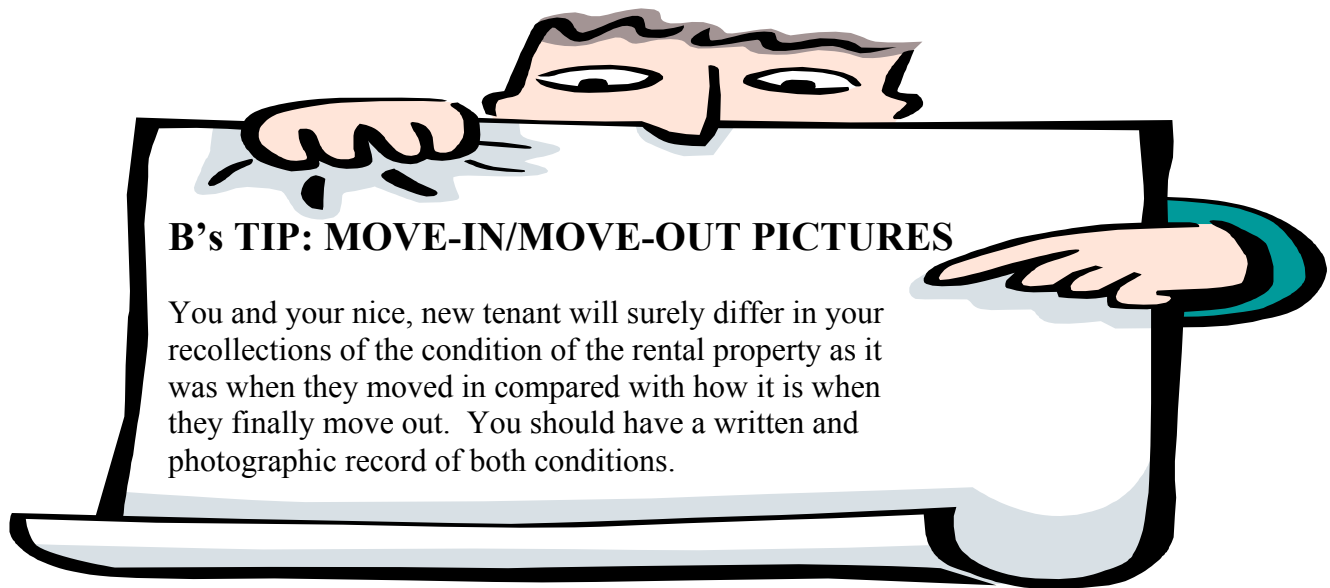 B’s TIP: MOVE-IN/MOVE-OUT PICTURES
You and your nice, new tenant will surely differ in your
recollections of the condition of the rental property as it
was when they moved in compared with how it is when
they finally move out.  You should have a written and
photographic record of both conditions.